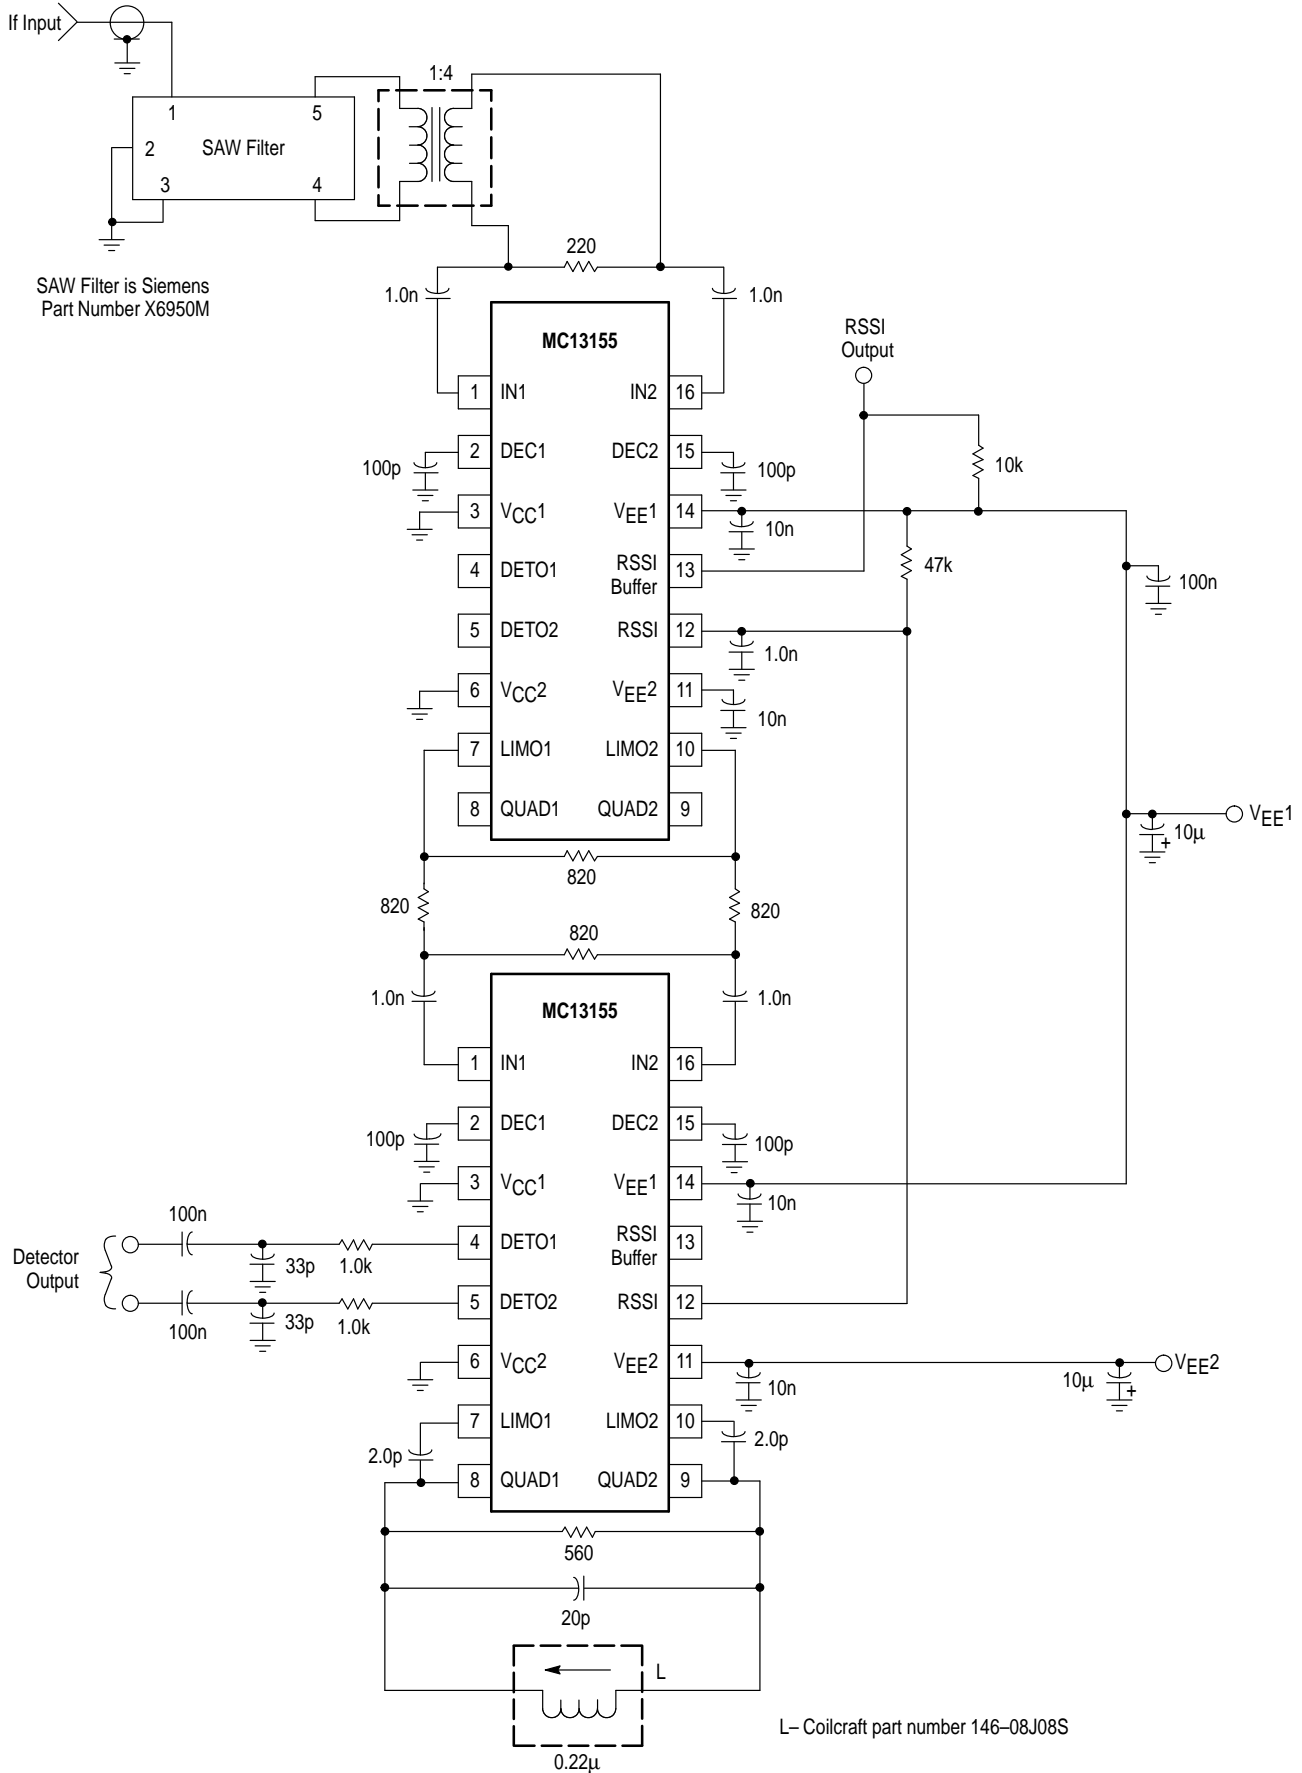 If Input
1:4
1
5
2
SAW Filter
3
4
SAW Filter is Siemens
Part Number X6950M
220
1.0n
1.0n
MC13155
RSSI
Output
1
IN1
IN2
16
100p
2
DEC1
DEC2
15
100p
10k
3
VCC1
VEE1
14
10n
4
DETO1
RSSI
Buffer
13
47k
100n
5
DETO2
RSSI
12
1.0n
6
VCC2
VEE2
11
10n
7
LIMO1
LIMO2
10
8
QUAD1
QUAD2
9
VEE1
10µ
+
820
820
820
820
1.0n
1.0n
MC13155
1
IN1
IN2
16
100p
2
DEC1
DEC2
15
100p
3
VCC1
VEE1
14
10n
100n
Detector
Output
33p
1.0k
4
DETO1
RSSI
Buffer
13
100n
33p
1.0k
5
DETO2
RSSI
12
6
VCC2
VEE2
11
10n
10µ
+
VEE2
7
LIMO1
LIMO2
10
2.0p
2.0p
8
QUAD1
QUAD2
9
560
20p
L
0.22µ
L– Coilcraft part number 146–08J08S